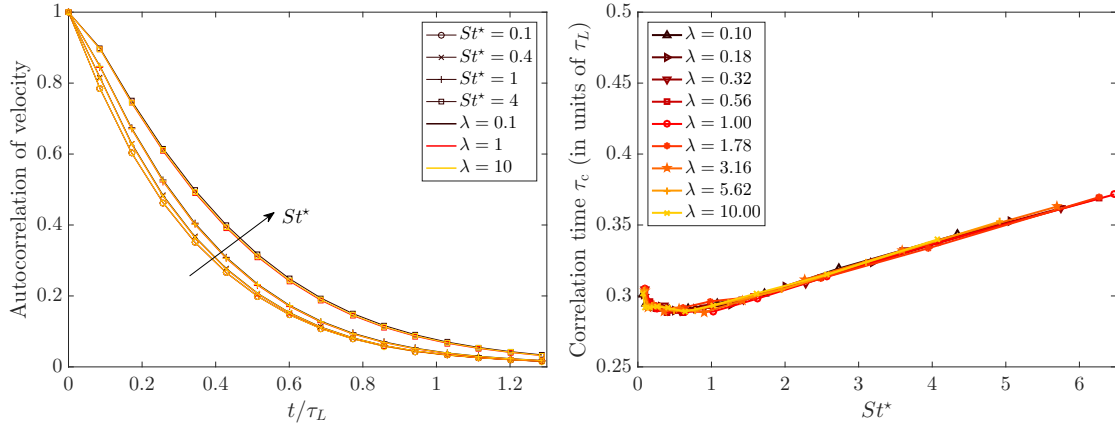 Autocorrelation of velocity
1
0.8
0.6
0.4
0.2
0
0
0.2
0.4
0.6
0.8
1
1.2
t/τ_L
St⋆ = 0.1
St⋆ = 0.4
St⋆ = 1
St⋆ = 4
λ = 0.1
λ = 1
λ = 10
St⋆
Correlation time τ_c (in units of τ_L)
0.5
0.45
0.4
0.35
0.3
0.25
0
1
2
3
4
5
6
St⋆
λ = 0.10
λ = 0.18
λ = 0.32
λ = 0.56
λ = 1.00
λ = 1.78
λ = 3.16
λ = 5.62
λ = 10.00